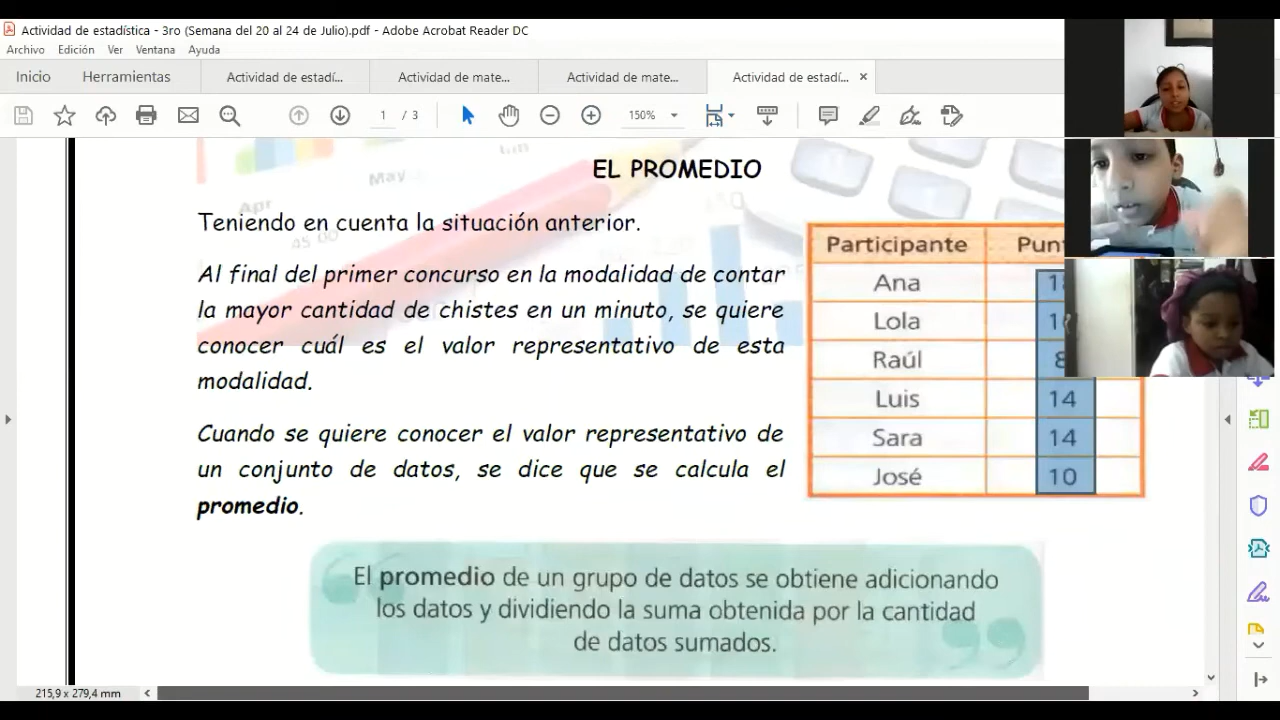 Actividad de estadística - 3ro (Semana del 20 al 24 de Julio).pdf - Adobe Acrobat Reader DC
Archivo Edición Ver Ventana Ayuda
Inicio Herramientas Actividad de estadí... Actividad de mate... Actividad de mate... Actividad de estadí... ×
1 / 3 150%
EL PROMEDIO
Teniendo en cuenta la situación anterior.
Al final del primer concurso en la modalidad de contar
la mayor cantidad de chistes en un minuto, se quiere
conocer cuál es el valor representativo de esta
modalidad.
Cuando se quiere conocer el valor representativo de
un conjunto de datos, se dice que se calcula el
promedio.
Participante
Ana
Lola
Raúl 8
Luis 14
Sara 14
José 10
El promedio de un grupo de datos se obtiene adicionando
los datos y dividiendo la suma obtenida por la cantidad
de datos sumados.
Apr
May
45 00
215,9 x 279,4 mm